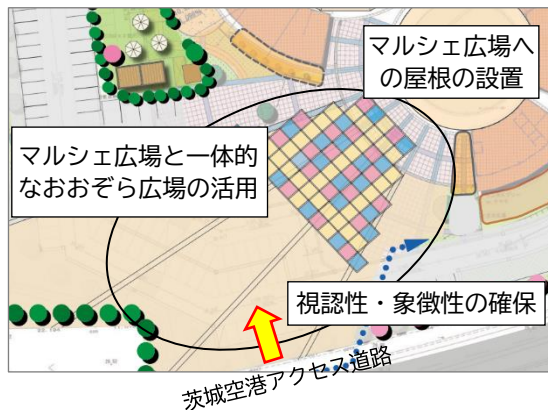 マルシェ広場へ
の屋根の設置
マルシェ広場と一体的
なおおぞら広場の活用
視認性・象徴性の確保
茨城空港アクセス道路